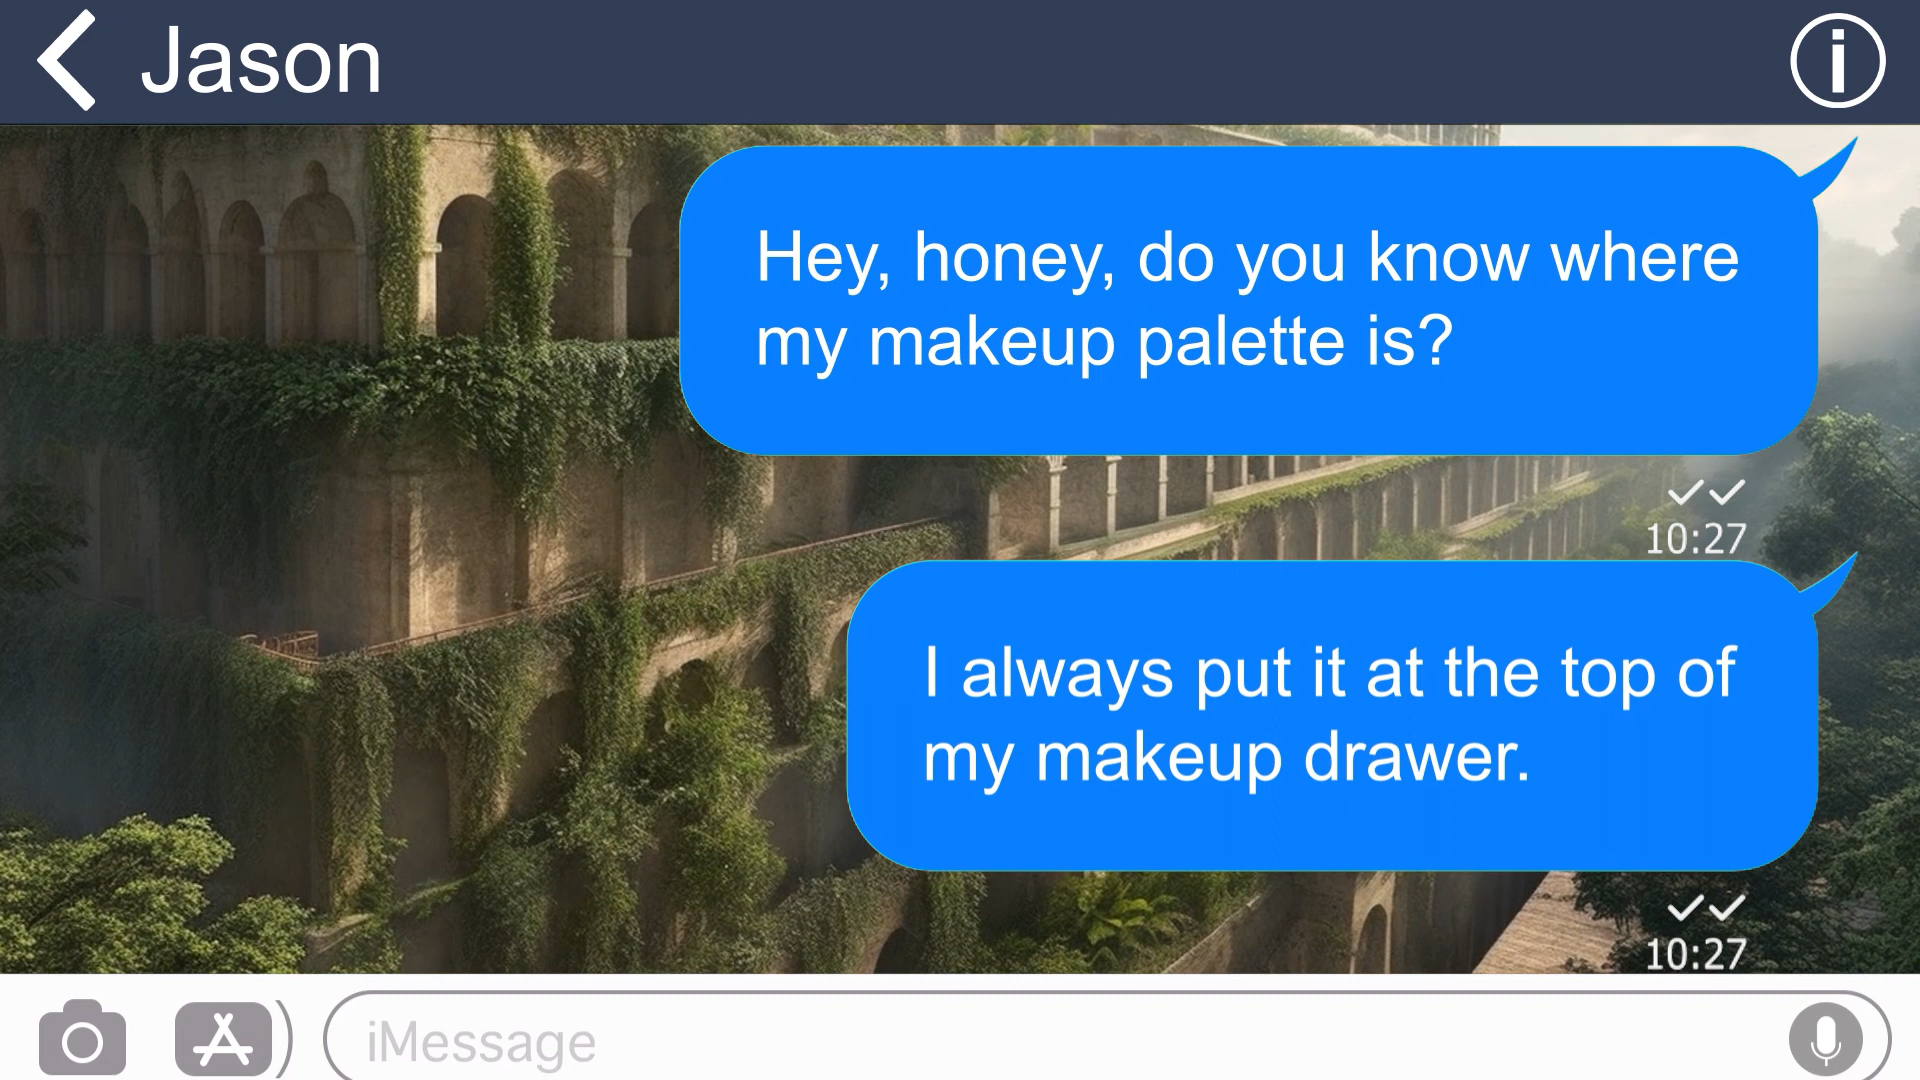 Jason
Hey, honey, do you know where
my makeup palette is?
10:27
I always put it at the top of
my makeup drawer.
10:27
iMessage